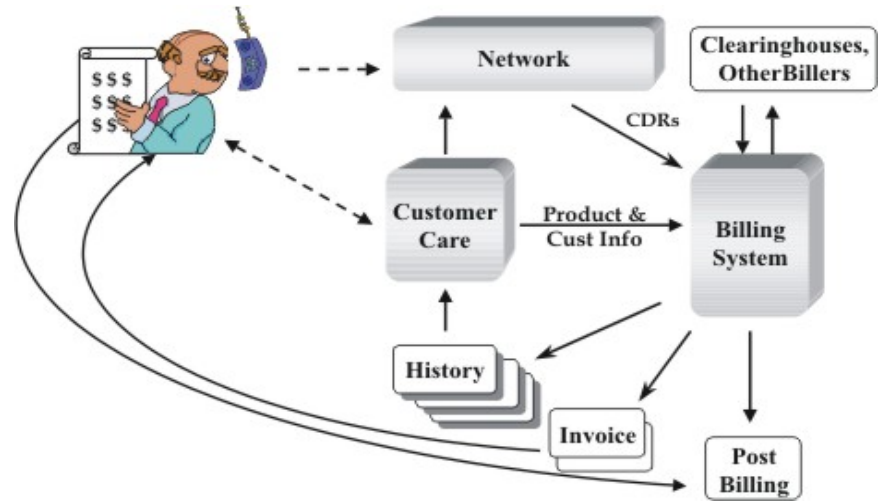 $ $ $
$ $ $
$ $ $
Network
Clearinghouses,
OtherBillers
CDRs
Customer
Care
Product &
Cust Info
Billing
System
History
Invoice
Post
Billing